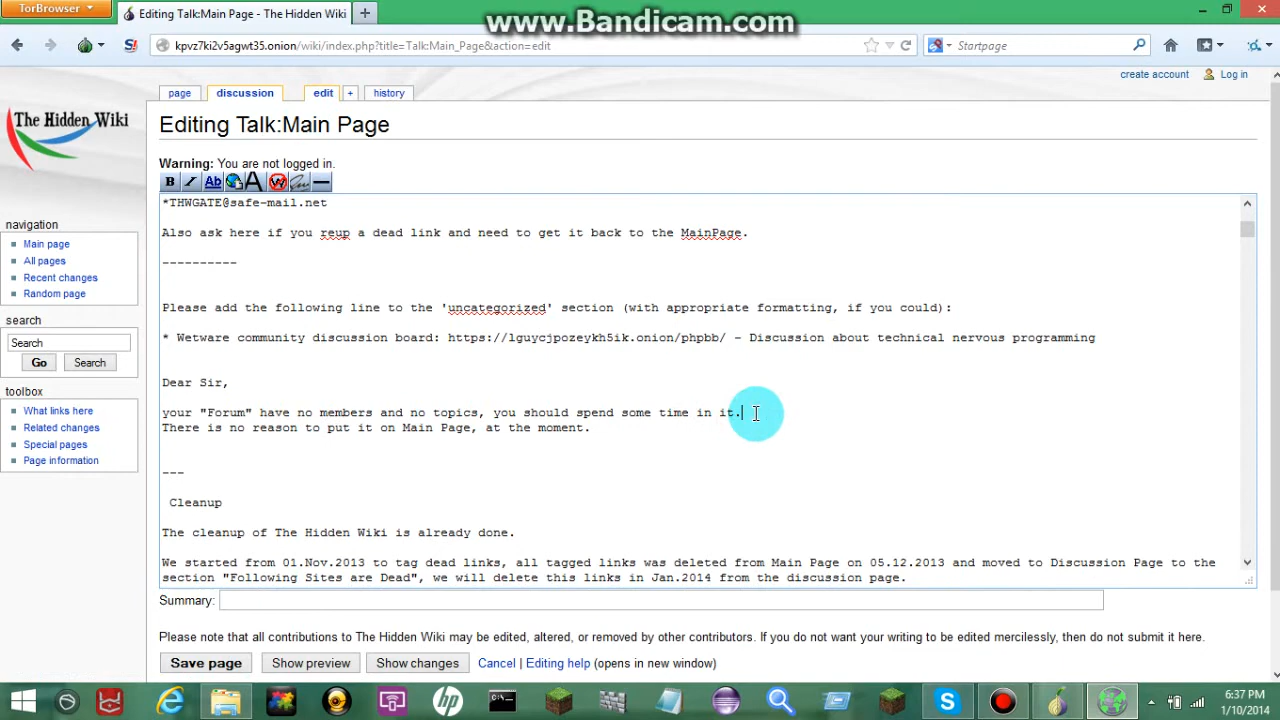 www.Bandicam.com
TorBrowser
Editing Talk:Main Page - The Hidden Wiki
kpvz7ki2v5agwt35.onion/wiki/index.php?title=Talk:Main_Page&action=edit
Startpage
create account Log in
page discussion edit + history
The Hidden Wiki
Editing Talk:Main Page
Warning: You are not logged in.
B I Ab A W
*THWGATE@safe-mail.net
Also ask here if you reup a dead link and need to get it back to the MainPage.
----------
Please add the following line to the 'uncategorized' section (with appropriate formatting, if you could):
* Wetware community discussion board: https://lguycjpozeykh5ik.onion/phpbb/ - Discussion about technical nervous programming
Dear Sir,
your "Forum" have no members and no topics, you should spend some time in it.
There is no reason to put it on Main Page, at the moment.
---
Cleanup
The cleanup of The Hidden Wiki is already done.
We started from 01.Nov.2013 to tag dead links, all tagged links was deleted from Main Page on 05.12.2013 and moved to Discussion Page to the
section "Following Sites are Dead", we will delete this links in Jan.2014 from the discussion page.
navigation
Main page
All pages
Recent changes
Random page
search
Search
Go Search
toolbox
What links here
Related changes
Special pages
Page information
Summary:
Please note that all contributions to The Hidden Wiki may be edited, altered, or removed by other contributors. If you do not want your writing to be edited mercilessly, then do not submit it here.
Save page Show preview Show changes Cancel | Editing help (opens in new window)
6:37 PM
1/10/2014